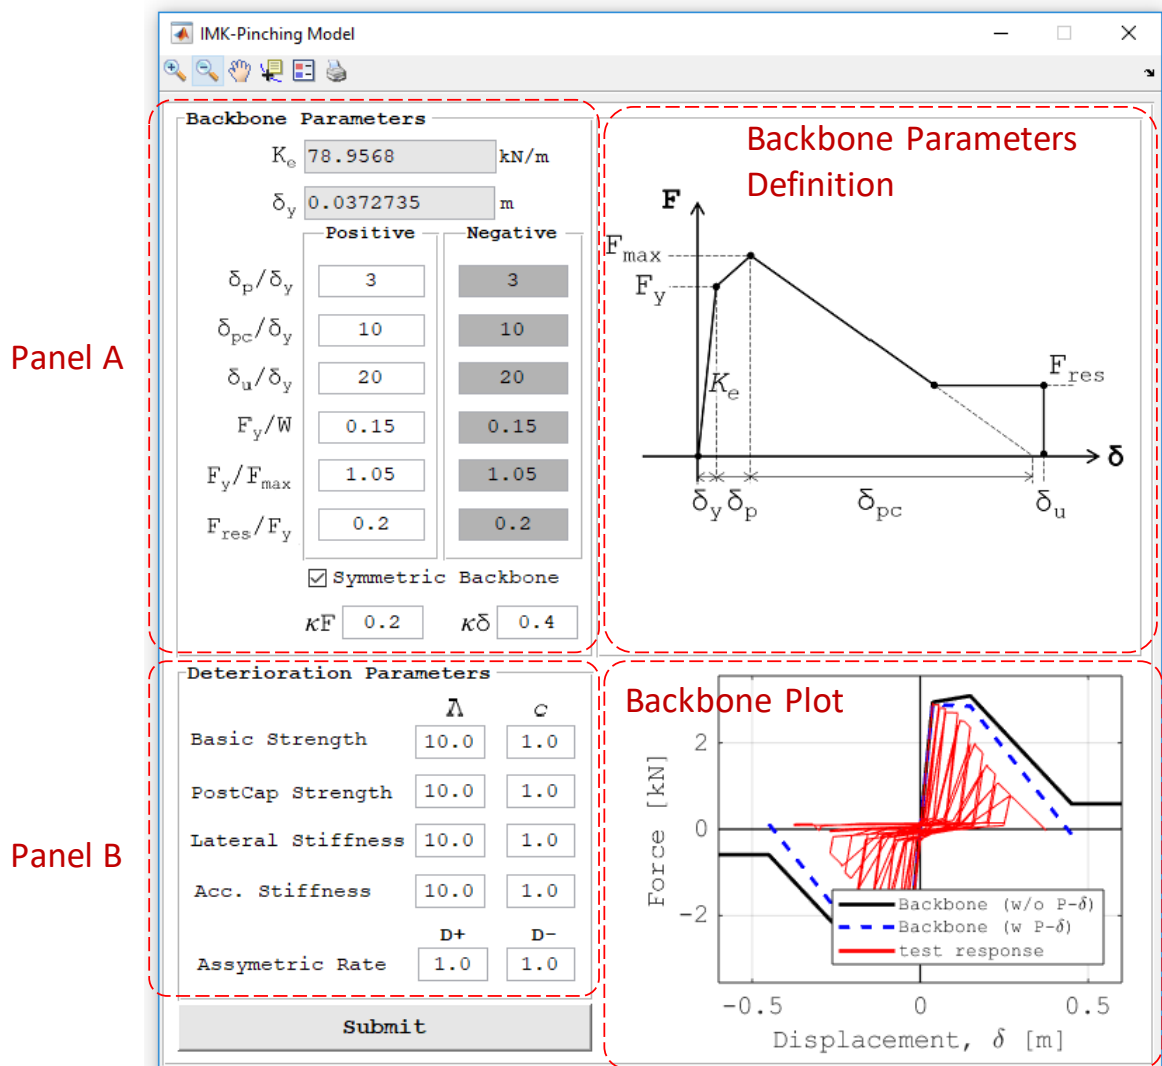 IMK-Pinching Model
Panel A
Backbone Parameters
Ke 78.9568 kN/m
δy 0.0372735 m
Positive Negative
δp/δy 3 3
δpc/δy 10 10
δu/δy 20 20
Fy/W 0.15 0.15
Fy/Fmax 1.05 1.05
Fres/Fy 0.2 0.2
Symmetric Backbone
κF 0.2 κδ 0.4
Backbone Parameters
Definition
F
Fmax
Fy
Ke
Fres
δ
δy δp δpc δu
Panel B
Deterioration Parameters
Λ c
Basic Strength 10.0 1.0
PostCap Strength 10.0 1.0
Lateral Stiffness 10.0 1.0
Acc. Stiffness 10.0 1.0
D+ D-
Assymetric Rate 1.0 1.0
Submit
Backbone Plot
Force [kN]
2
0
-2
Backbone (w/o P-δ)
Backbone (w P-δ)
test response
-0.5 0 0.5
Displacement, δ [m]